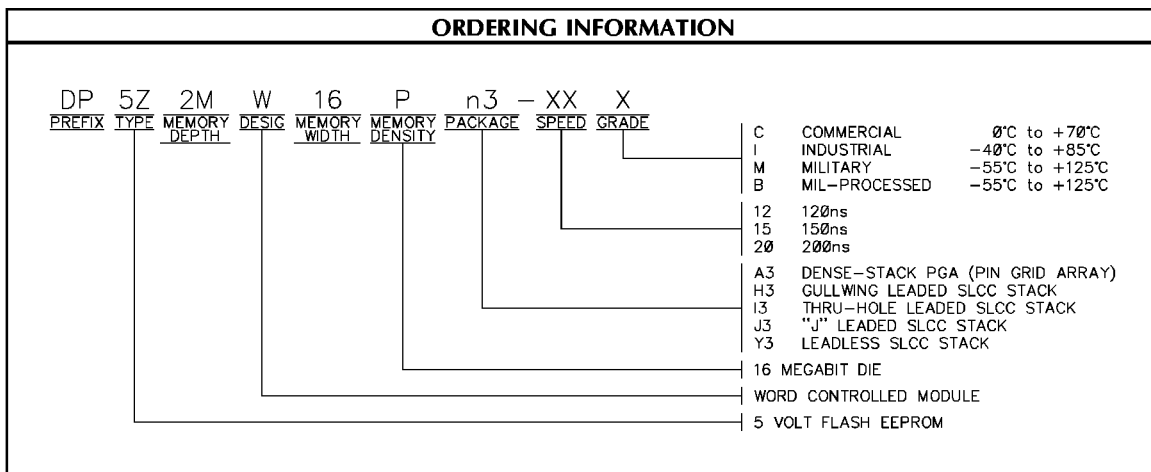 ORDERING INFORMATION
DP 5Z 2M W 16 P n3 – XX X
PREFIX TYPE MEMORY DEPTH DESIG MEMORY WIDTH MEMORY DENSITY PACKAGE SPEED GRADE
C COMMERCIAL 0°C to +70°C
I INDUSTRIAL −40°C to +85°C
M MILITARY −55°C to +125°C
B MIL−PROCESSED −55°C to +125°C
12 120ns
15 150ns
20 200ns
A3 DENSE−STACK PGA (PIN GRID ARRAY)
H3 GULLWING LEADED SLCC STACK
I3 THRU−HOLE LEADED SLCC STACK
J3 "J" LEADED SLCC STACK
Y3 LEADLESS SLCC STACK
16 MEGABIT DIE
WORD CONTROLLED MODULE
5 VOLT FLASH EEPROM